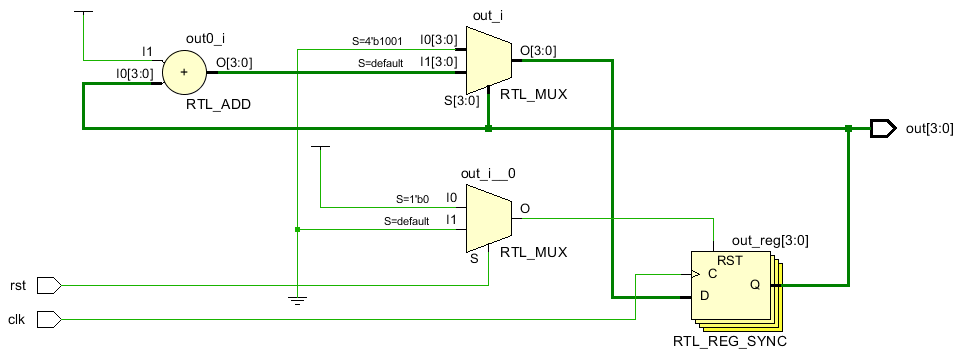 out_i
out0_i
S=4'b1001
I0[3:0]
O[3:0]
I1
I0[3:0]
+
O[3:0]
S=default
I1[3:0]
S[3:0]
RTL_MUX
RTL_ADD
out[3:0]
out_i__0
S=1'b0
I0
O
S=default
I1
S
RTL_MUX
out_reg[3:0]
RST
C
Q
D
rst
clk
RTL_REG_SYNC